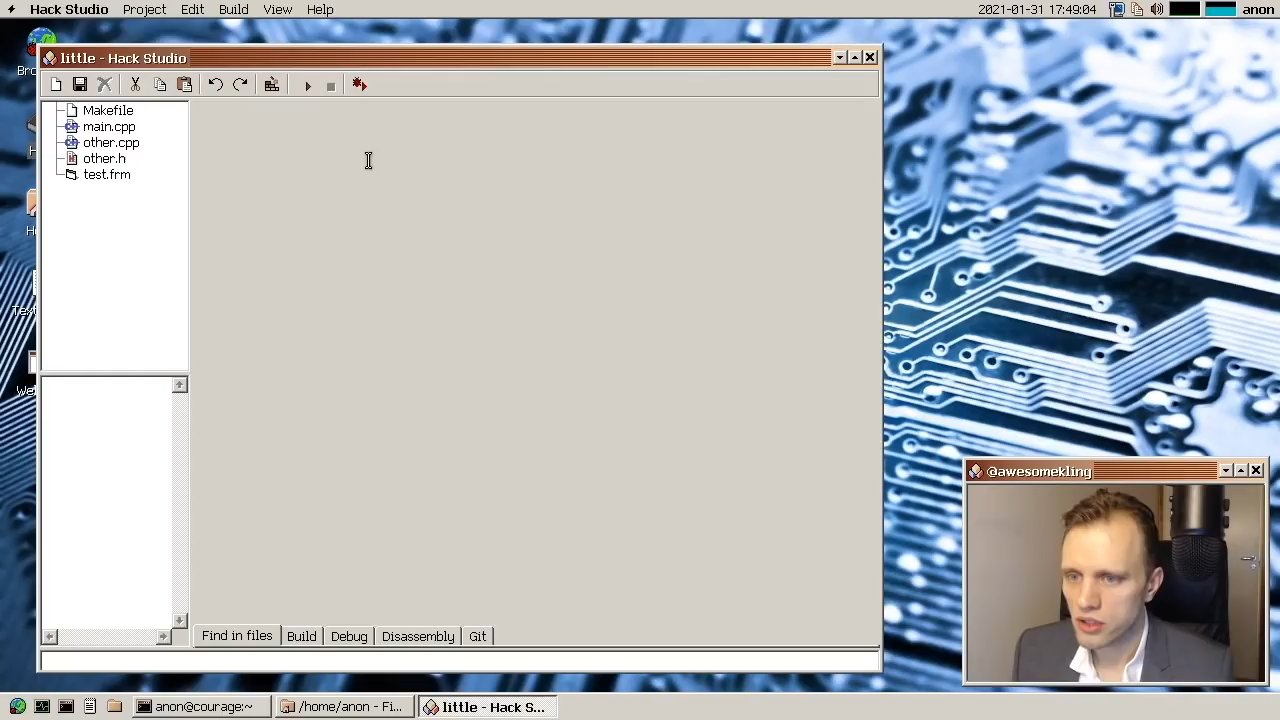 Hack Studio Project Edit Build View Help 2021-01-31 17:49:04 anon
little - Hack Studio
Makefile
main.cpp
other.cpp
other.h
test.frm
Find in files Build Debug Disassembly Git
@awesomekling
anon@courage:~ /home/anon - Fi... little - Hack S...